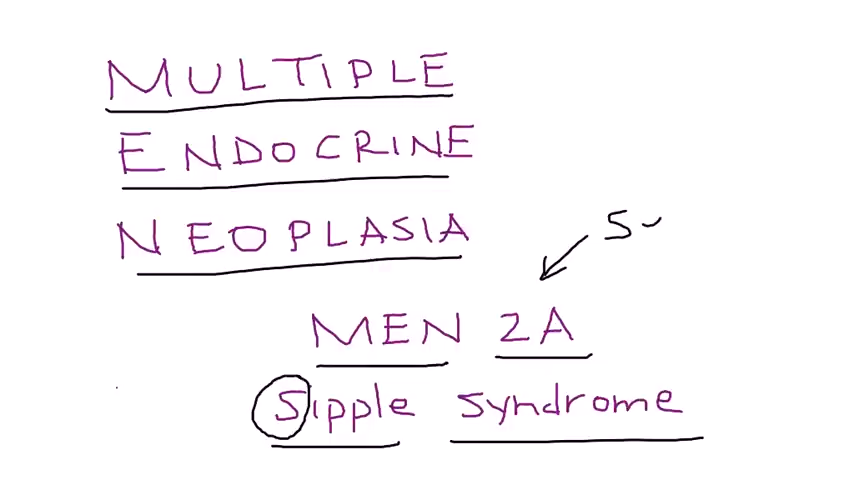 MULTIPLE
ENDOCRINE
NEOPLASIA
S
MEN 2A
Sipple syndrome